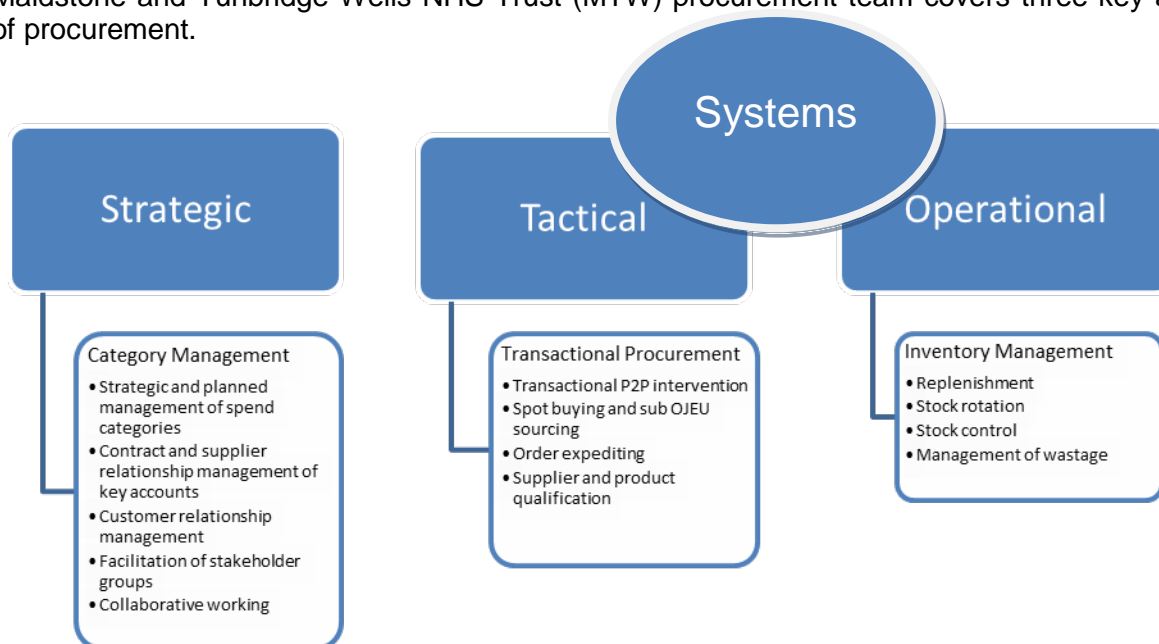 Maidstone and Tunbridge Wells NHS Trust (MTW) procurement team covers three key
of procurement.
Systems
Strategic
Tactical
Operational
Category Management
• Strategic and planned
management of spend
categories
• Contract and supplier
relationship management of
key accounts
• Customer relationship
management
• Facilitation of stakeholder
groups
• Collaborative working
Transactional Procurement
• Transactional P2P intervention
• Spot buying and sub OJEU
sourcing
• Order expediting
• Supplier and product
qualification
Inventory Management
• Replenishment
• Stock rotation
• Stock control
• Management of wastage